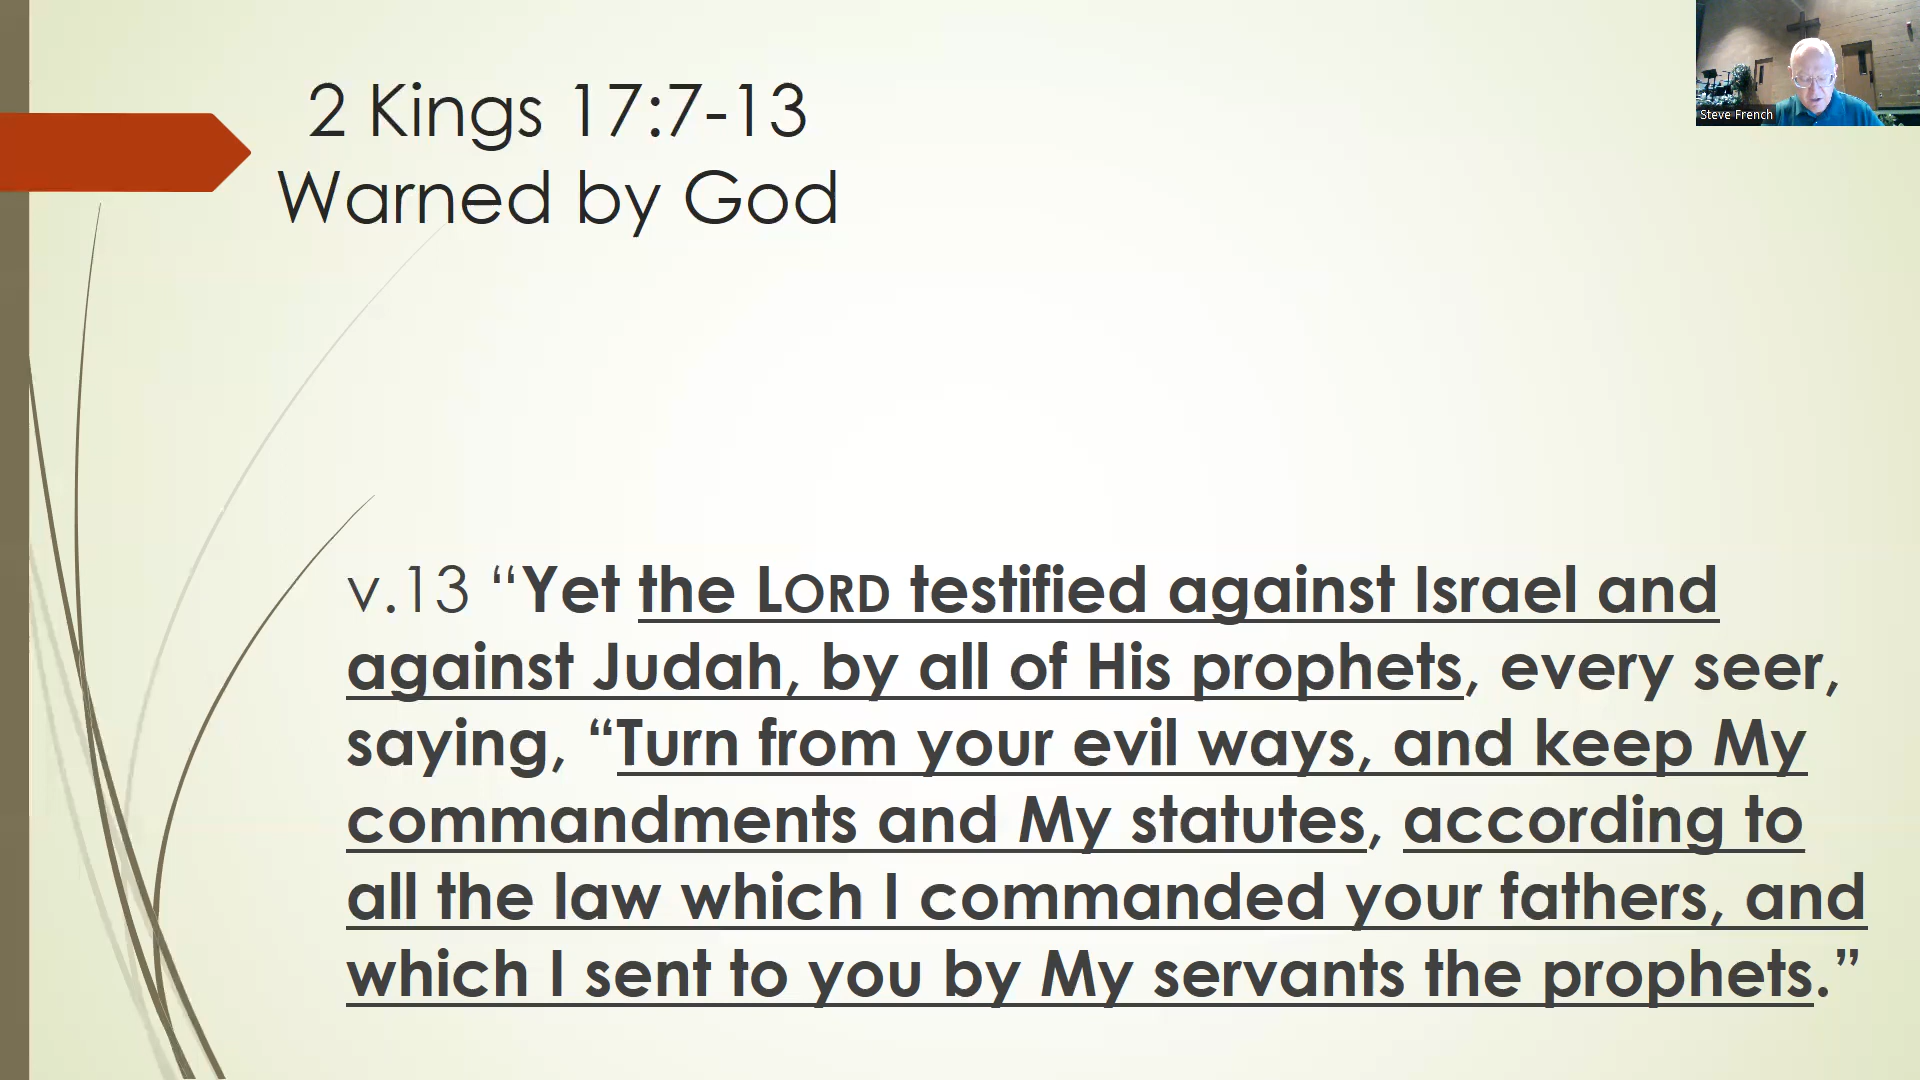 2 Kings 17:7-13
Warned by God
Steve French
v.13 “Yet the LORD testified against Israel and
against Judah, by all of His prophets, every seer,
saying, “Turn from your evil ways, and keep My
commandments and My statutes, according to
all the law which I commanded your fathers, and
which I sent to you by My servants the prophets.”